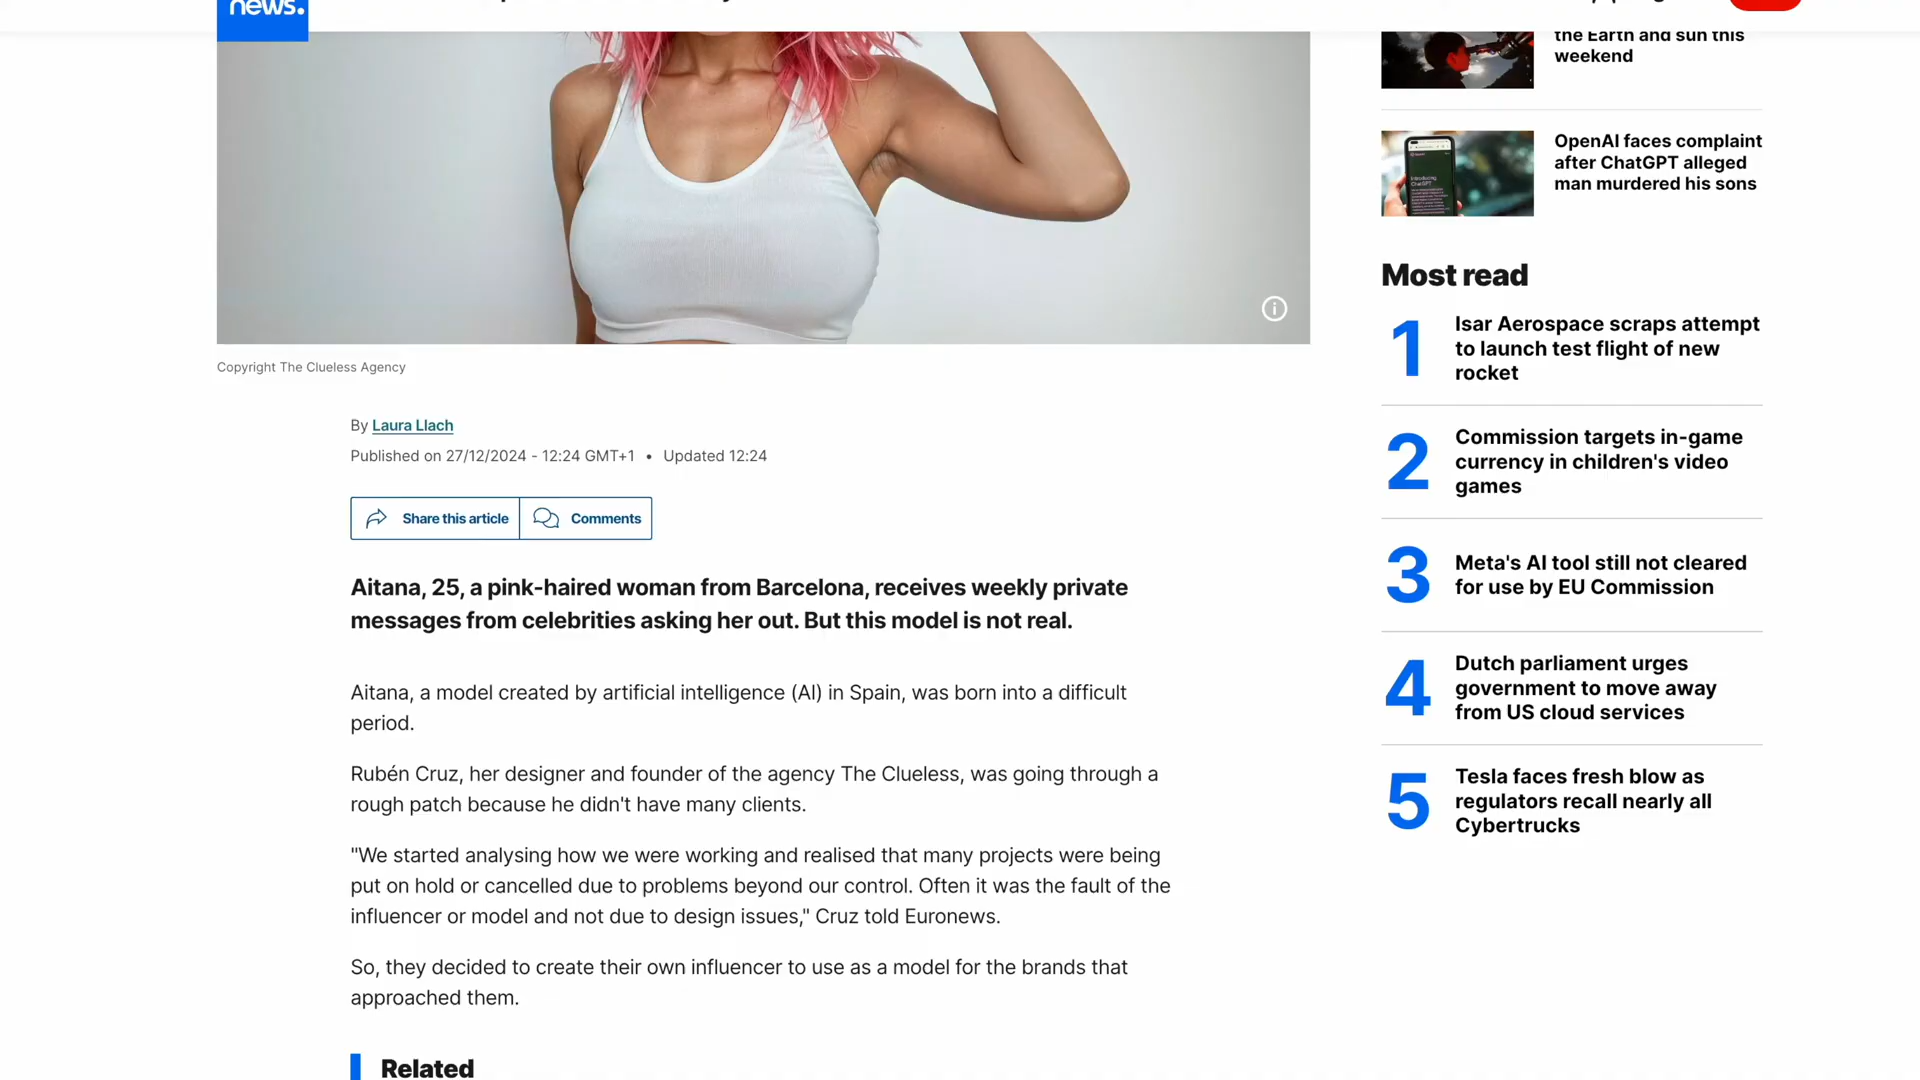 news.
Copyright The Clueless Agency
By Laura Llach
Published on 27/12/2024 - 12:24 GMT+1 • Updated 12:24
Share this article
Comments
Aitana, 25, a pink-haired woman from Barcelona, receives weekly private
messages from celebrities asking her out. But this model is not real.
Aitana, a model created by artificial intelligence (AI) in Spain, was born into a difficult
period.
Rubén Cruz, her designer and founder of the agency The Clueless, was going through a
rough patch because he didn't have many clients.
"We started analysing how we were working and realised that many projects were being
put on hold or cancelled due to problems beyond our control. Often it was the fault of the
influencer or model and not due to design issues," Cruz told Euronews.
So, they decided to create their own influencer to use as a model for the brands that
approached them.
Related
the Earth and sun this
weekend
OpenAI faces complaint
after ChatGPT alleged
man murdered his sons
Most read
1
Isar Aerospace scraps attempt
to launch test flight of new
rocket
2
Commission targets in-game
currency in children's video
games
3
Meta's AI tool still not cleared
for use by EU Commission
4
Dutch parliament urges
government to move away
from US cloud services
5
Tesla faces fresh blow as
regulators recall nearly all
Cybertrucks